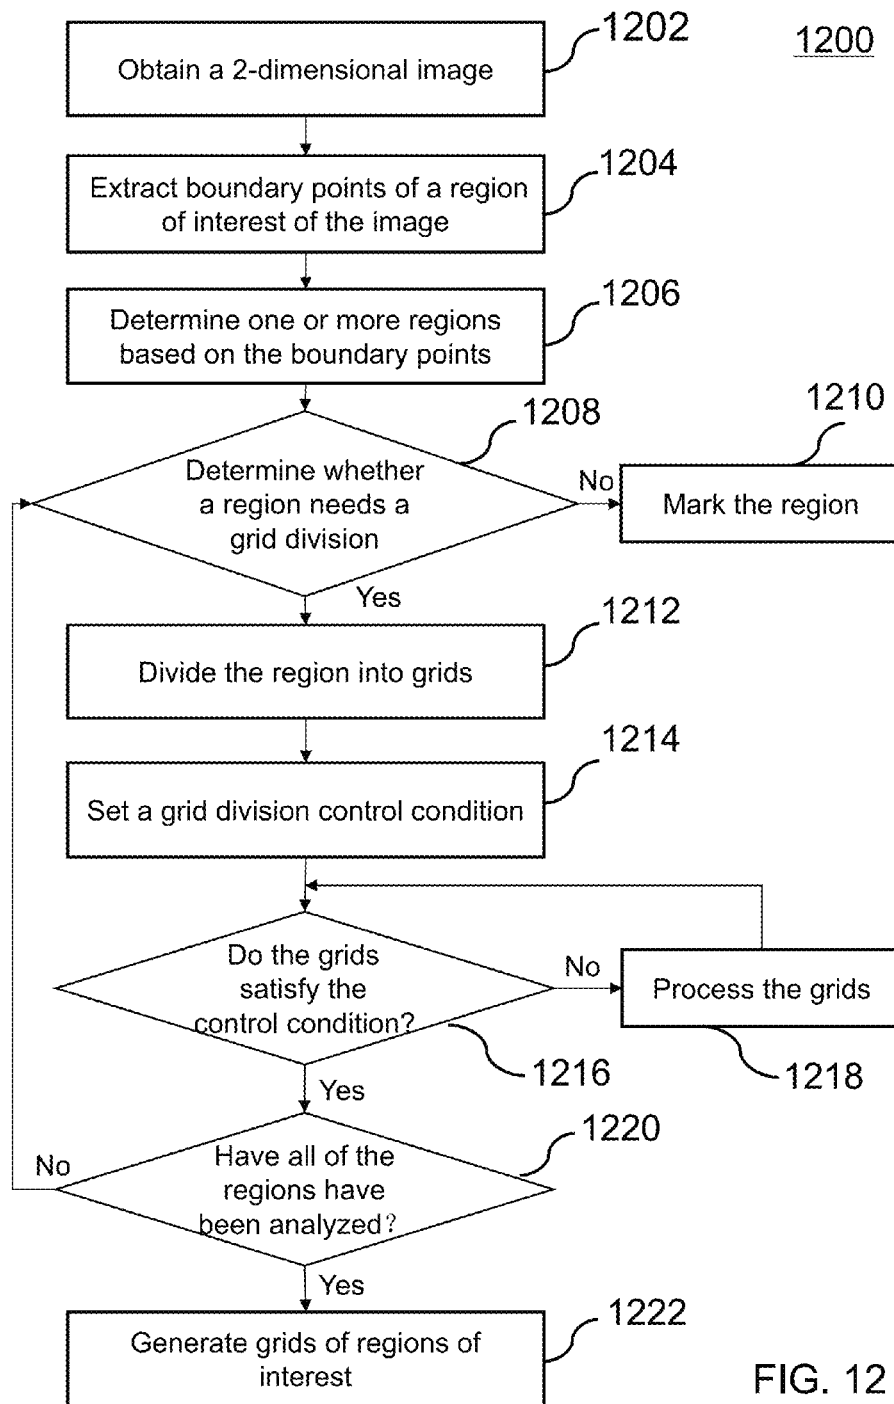 1200
1202
Obtain a 2-dimensional image
1204
Extract boundary points of a region
of interest of the image
1206
Determine one or more regions
based on the boundary points
1208
Determine whether
a region needs a
grid division
No
1210
Mark the region
Yes
1212
Divide the region into grids
1214
Set a grid division control condition
Do the grids
satisfy the
control condition?
1216
No
Process the grids
1218
Yes
1220
Have all of the
regions have
been analyzed?
No
Yes
1222
Generate grids of regions of
interest
FIG. 12